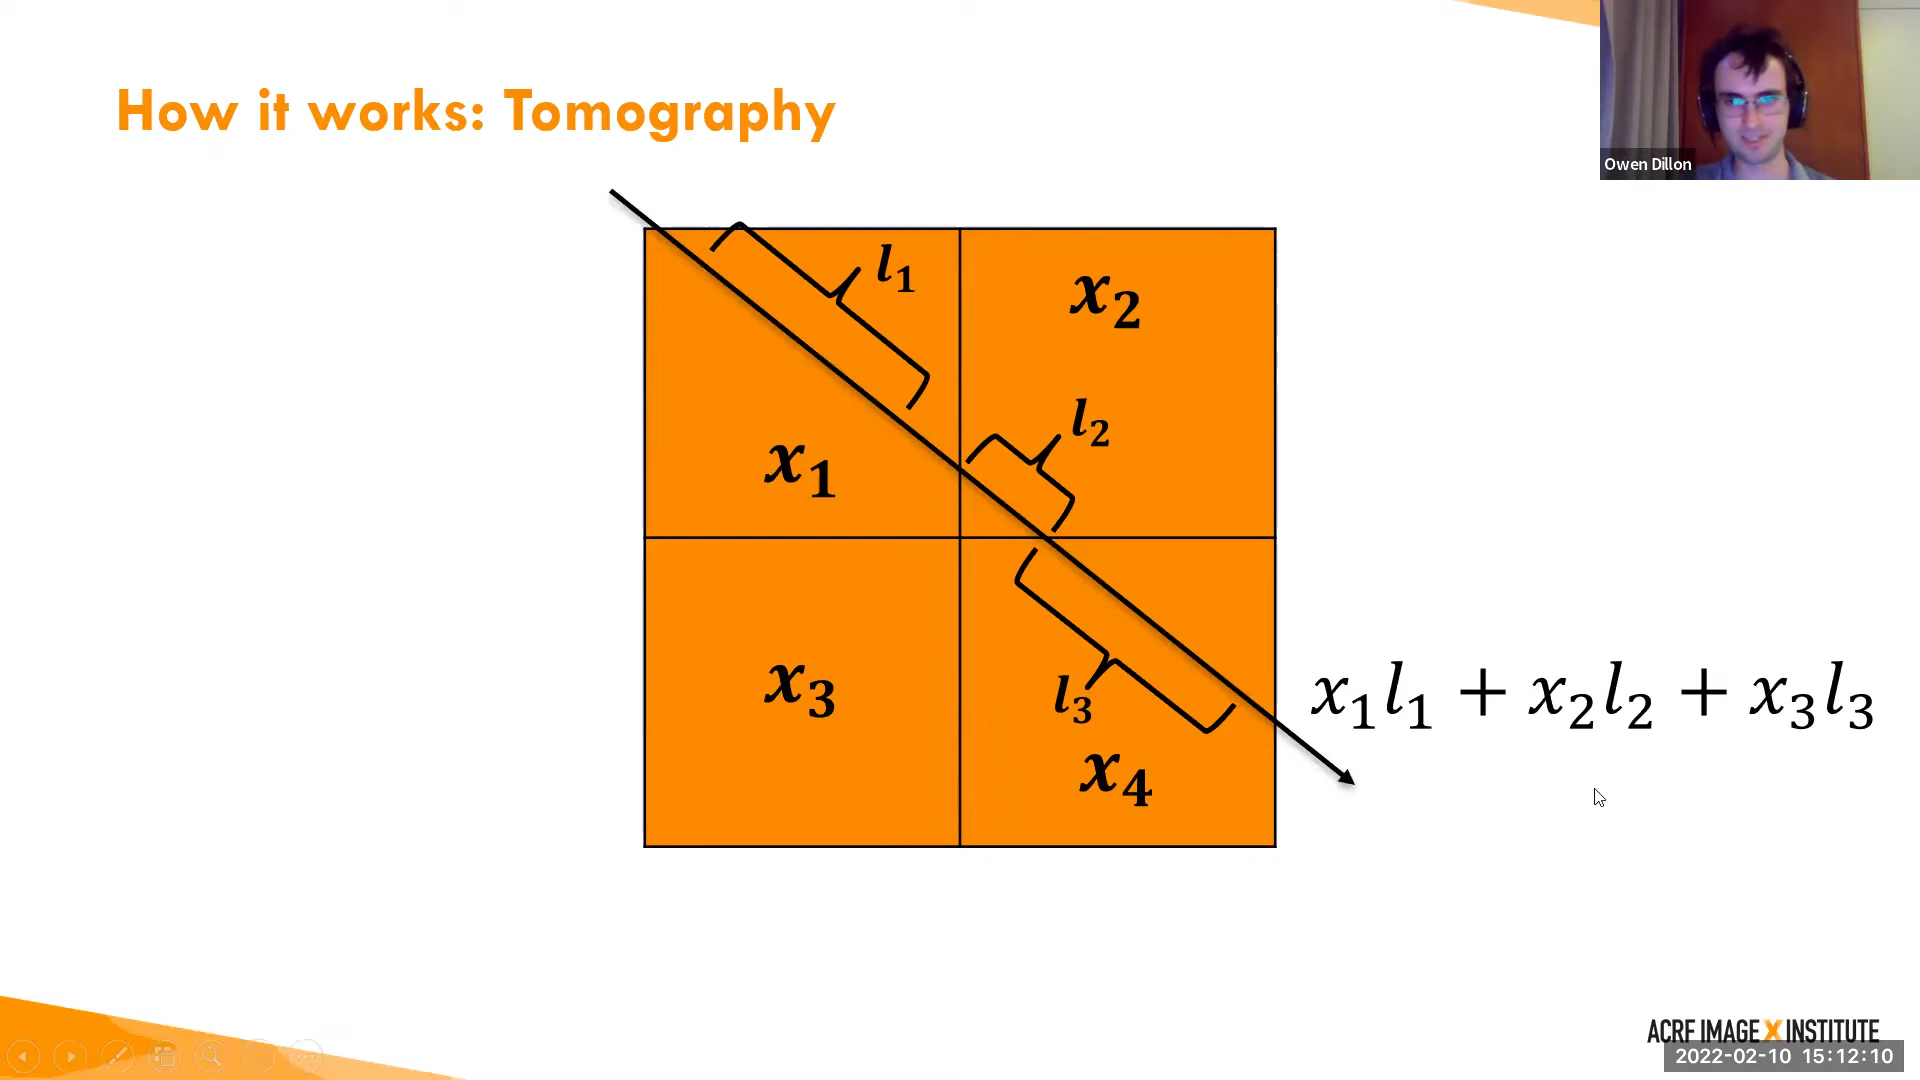 How it works: Tomography
Owen Dillon
l₁
x₂
l₂
x₁
x₃
l₃
x₁l₁ + x₂l₂ + x₃l₃
x₄
ACRF IMAGE X INSTITUTE
2022-02-10 15:12:10